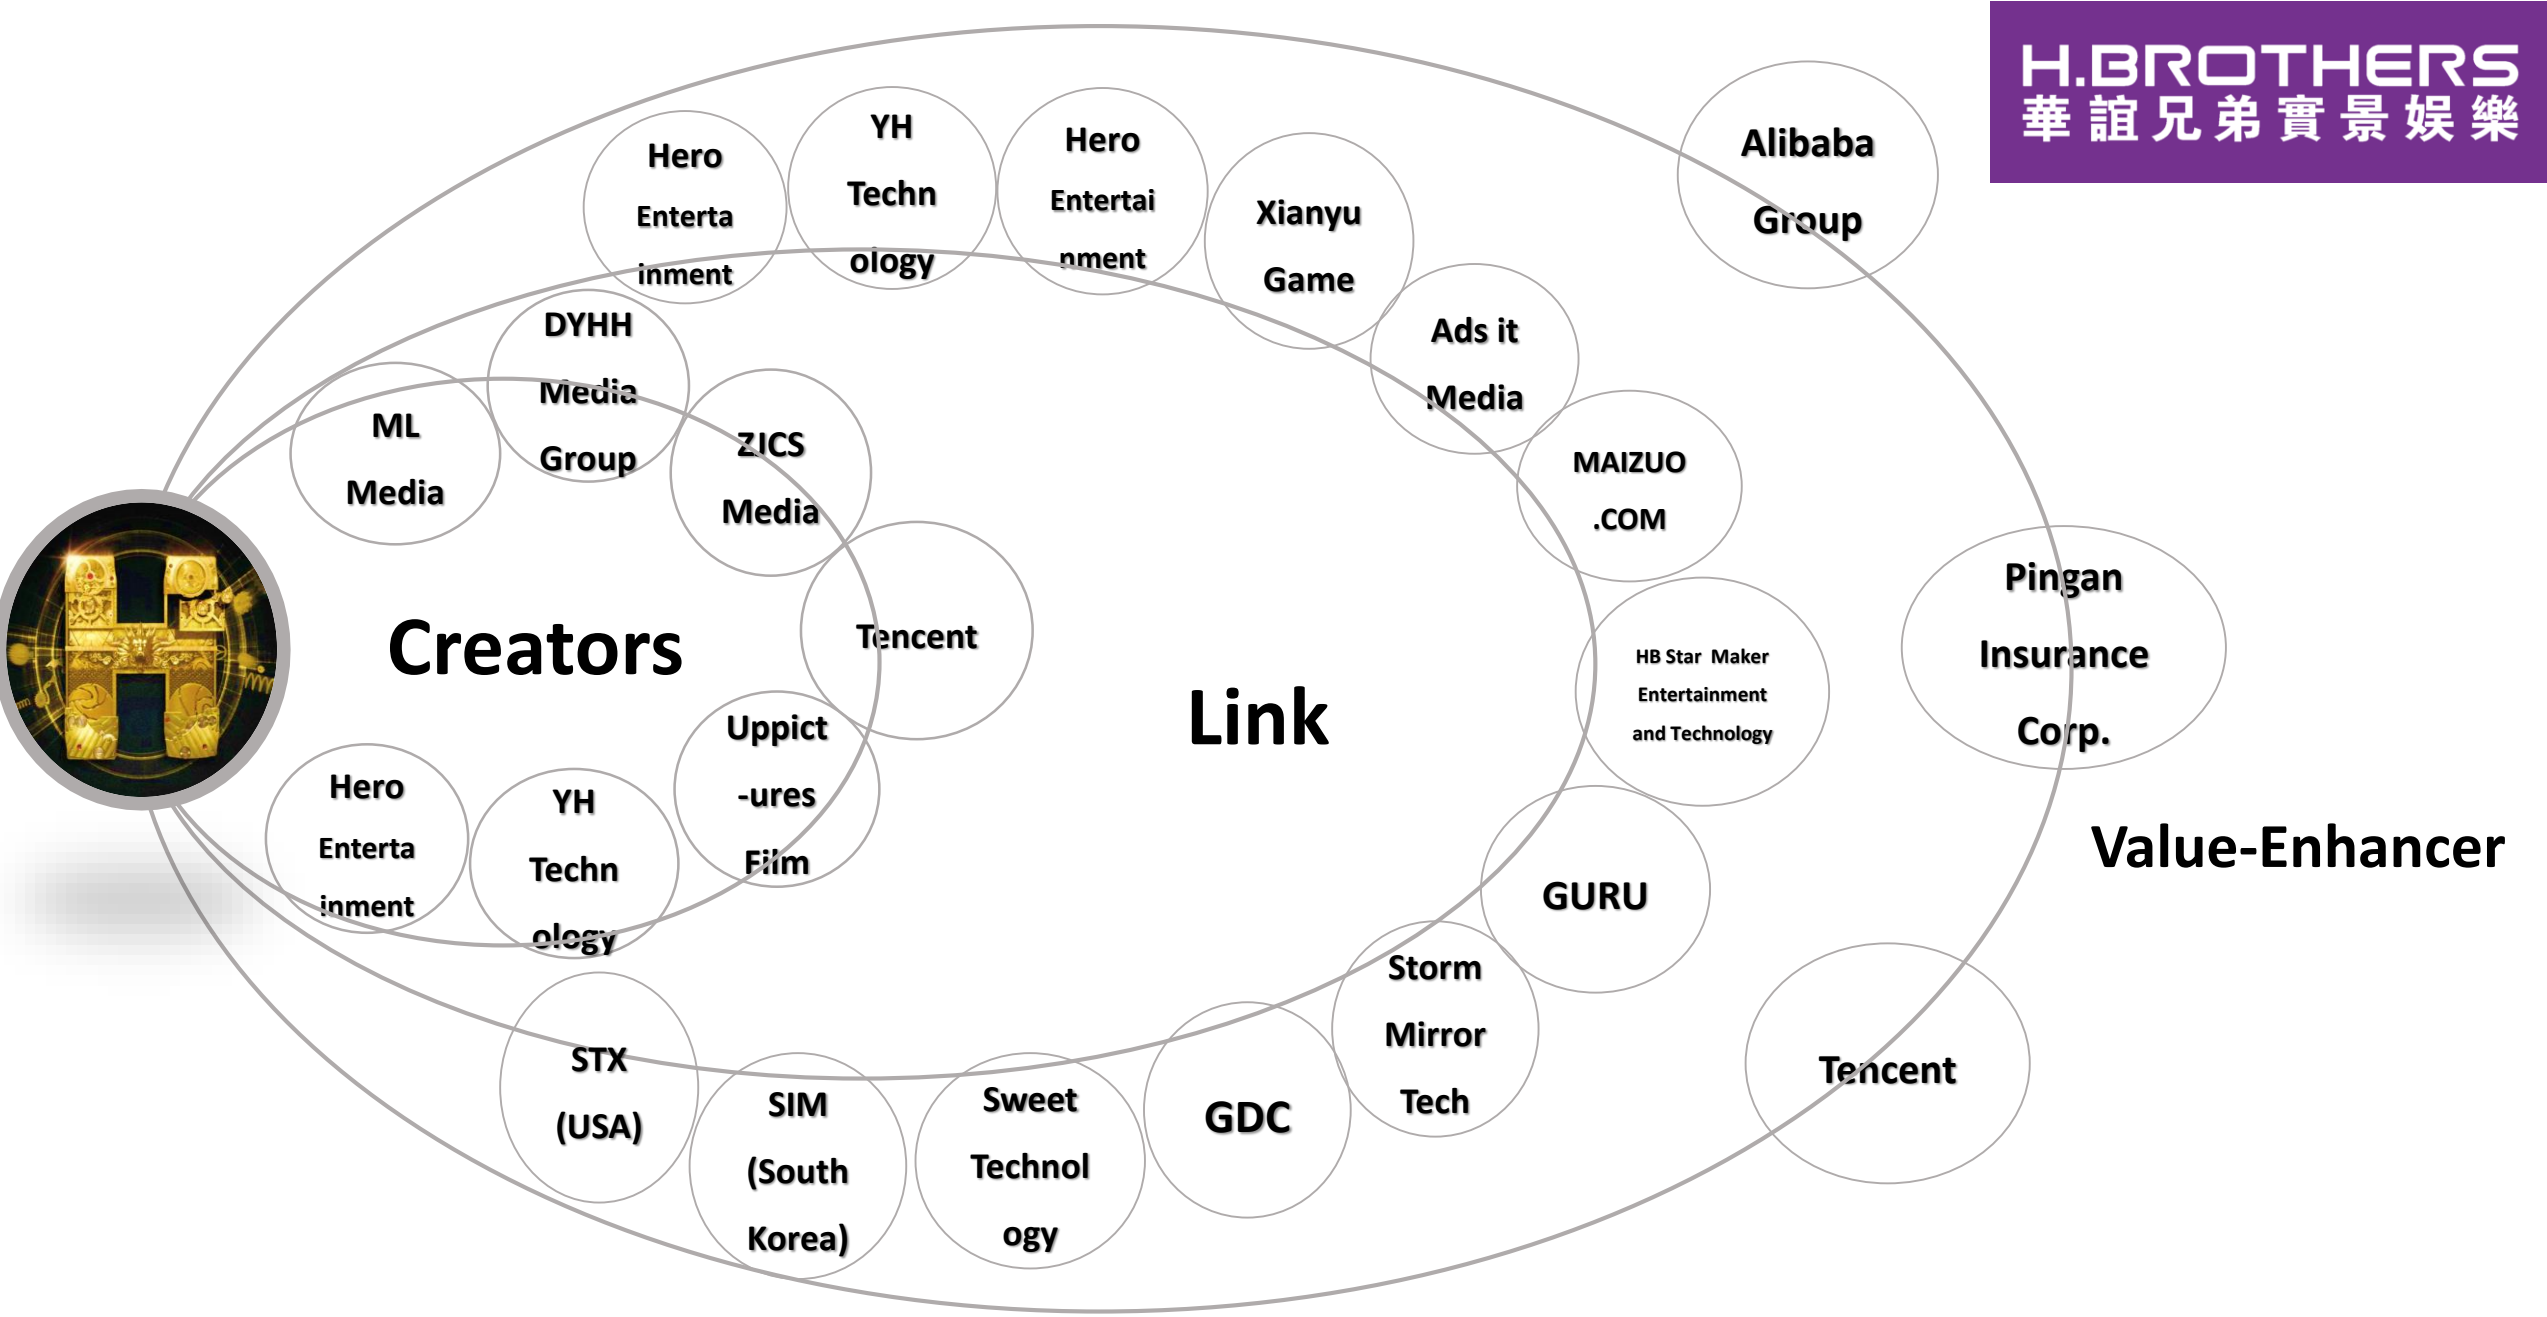 H.BROTHERS
華誼兄弟實景娛樂
Hero
Enterta
inment
YH
Techn
ology
Hero
Entertai
nment
Xianyu
Game
Ads it
Media
MAIZUO
.COM
HB Star Maker
Entertainment
and Technology
GURU
Storm
Mirror
Tech
GDC
Sweet
Technol
ogy
SIM
(South
Korea)
STX
(USA)
Alibaba
Group
Pingan
Insurance
Corp.
Value-Enhancer
Tencent
ML
Media
DYHH
Media
Group
ZICS
Media
Tencent
Uppict
-ures
Film
YH
Techn
ology
Hero
Enterta
inment
Creators
Link
H